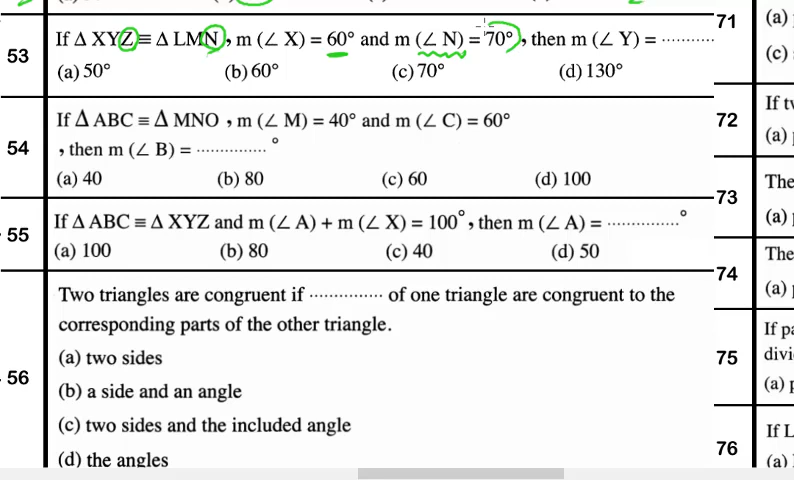 53
If Δ XYZ ≡ Δ LMN , m (∠ X) = 60° and m (∠ N) = 70° , then m (∠ Y) = ············
(a) 50° (b) 60° (c) 70° (d) 130°
54
If Δ ABC ≡ Δ MNO , m (∠ M) = 40° and m (∠ C) = 60°
, then m (∠ B) = ··············· °
(a) 40 (b) 80 (c) 60 (d) 100
55
If Δ ABC ≡ Δ XYZ and m (∠ A) + m (∠ X) = 100° , then m (∠ A) = ··············· °
(a) 100 (b) 80 (c) 40 (d) 50
56
Two triangles are congruent if ··············· of one triangle are congruent to the
corresponding parts of the other triangle.
(a) two sides
(b) a side and an angle
(c) two sides and the included angle
(d) the angles
71
(a)
(c)
72
If
(a)
73
The
(a)
74
The
(a)
75
If
(a)
76
If L
(a)